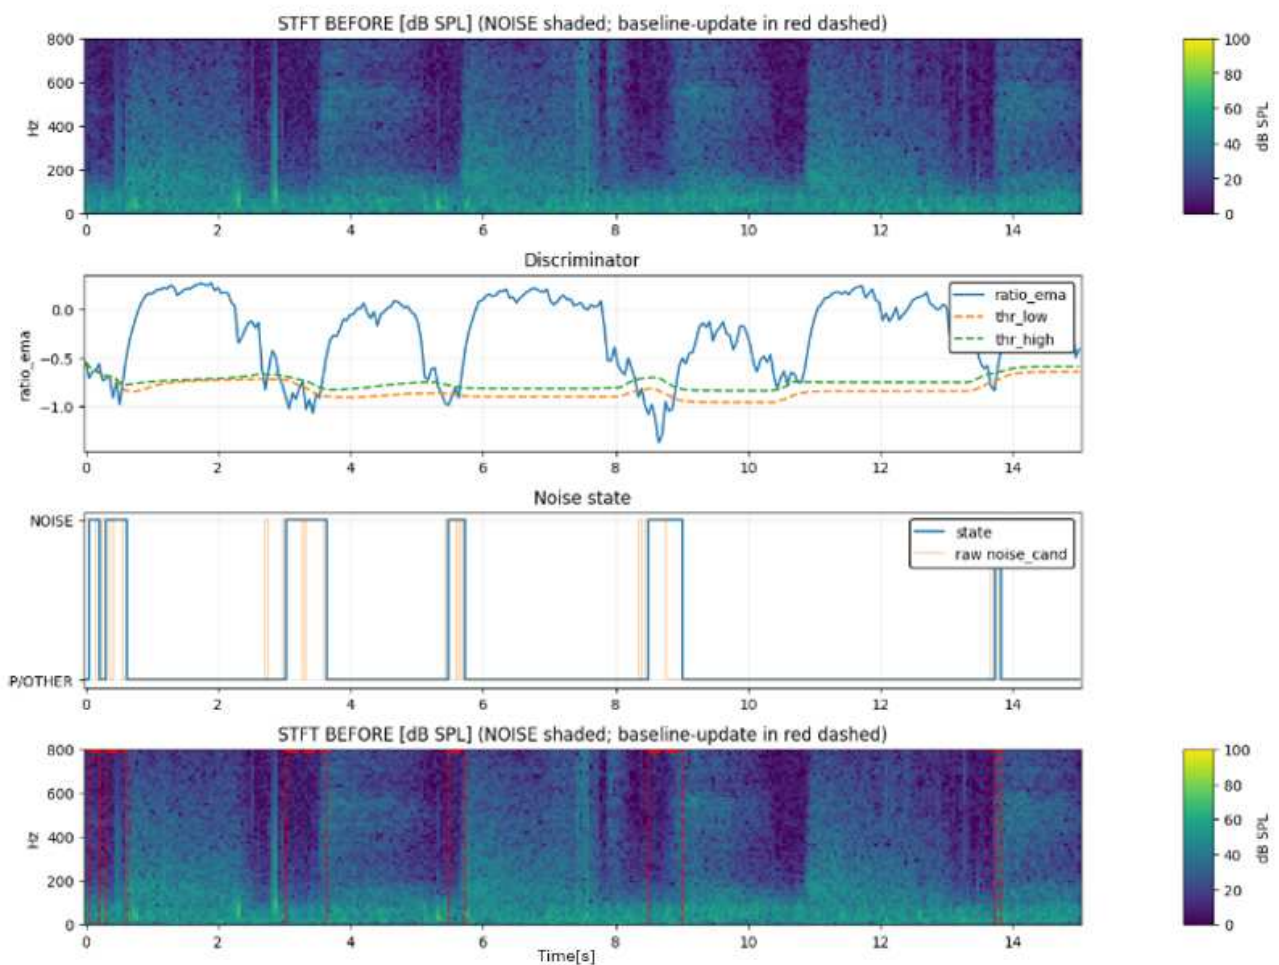 STFT BEFORE [dB SPL] (NOISE shaded; baseline-update in red dashed)
800
600
400
200
0
Hz
0 2 4 6 8 10 12 14
100
80
60
40
20
0
dB SPL
Discriminator
0.0
−0.5
−1.0
ratio_ema
ratio_ema
thr_low
thr_high
0 2 4 6 8 10 12 14
Noise state
NOISE
P/OTHER
state
raw noise_cand
0 2 4 6 8 10 12 14
STFT BEFORE [dB SPL] (NOISE shaded; baseline-update in red dashed)
800
600
400
200
0
Hz
0 2 4 6 8 10 12 14
Time[s]
100
80
60
40
20
0
dB SPL